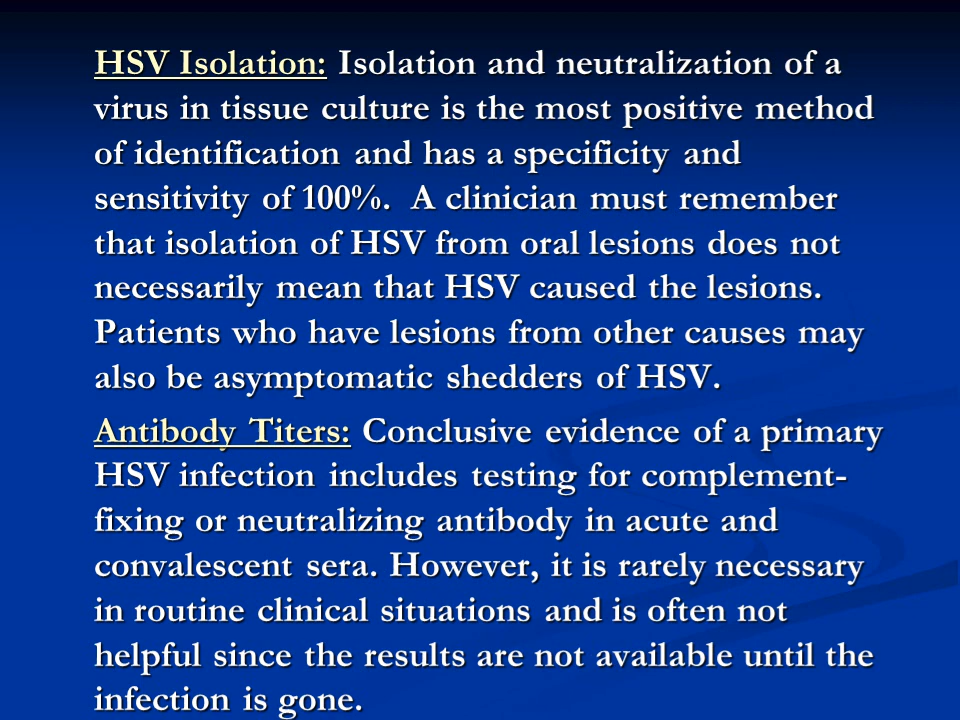 HSV Isolation: Isolation and neutralization of a
virus in tissue culture is the most positive method
of identification and has a specificity and
sensitivity of 100%.  A clinician must remember
that isolation of HSV from oral lesions does not
necessarily mean that HSV caused the lesions.
Patients who have lesions from other causes may
also be asymptomatic shedders of HSV.
Antibody Titers: Conclusive evidence of a primary
HSV infection includes testing for complement-
fixing or neutralizing antibody in acute and
convalescent sera. However, it is rarely necessary
in routine clinical situations and is often not
helpful since the results are not available until the
infection is gone.